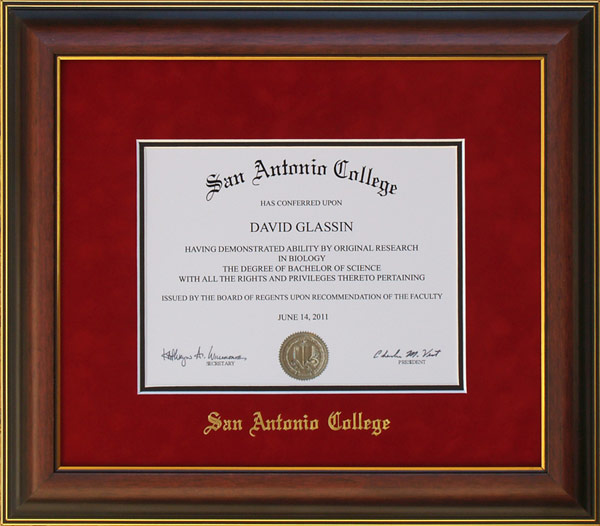 San Antonio College
HAS CONFERRED UPON
DAVID GLASSIN
HAVING DEMONSTRATED ABILITY BY ORIGINAL RESEARCH
IN BIOLOGY
THE DEGREE OF BACHELOR OF SCIENCE
WITH ALL THE RIGHTS AND PRIVILEGES THERETO PERTAINING
ISSUED BY THE BOARD OF REGENTS UPON RECOMMENDATION OF THE FACULTY
JUNE 14, 2011
SECRETARY
PRESIDENT
San Antonio College